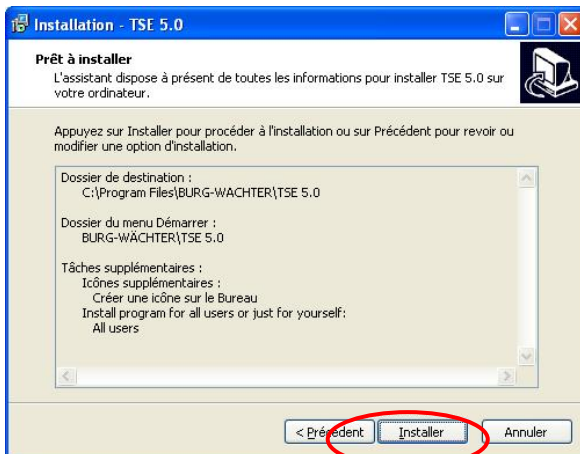 Installation - TSE 5.0
Prêt à installer
L'assistant dispose à présent de toutes les informations pour installer TSE 5.0 sur
votre ordinateur.
Appuyez sur Installer pour procéder à l'installation ou sur Précédent pour revoir ou
modifier une option d'installation.
Dossier de destination :
C:\Program Files\BURG-WACHTER\TSE 5.0
Dossier du menu Démarrer :
BURG-WÄCHTER\TSE 5.0
Tâches supplémentaires :
Icônes supplémentaires :
Créer une icône sur le Bureau
Install program for all users or just for yourself:
All users
< Précédent Installer Annuler